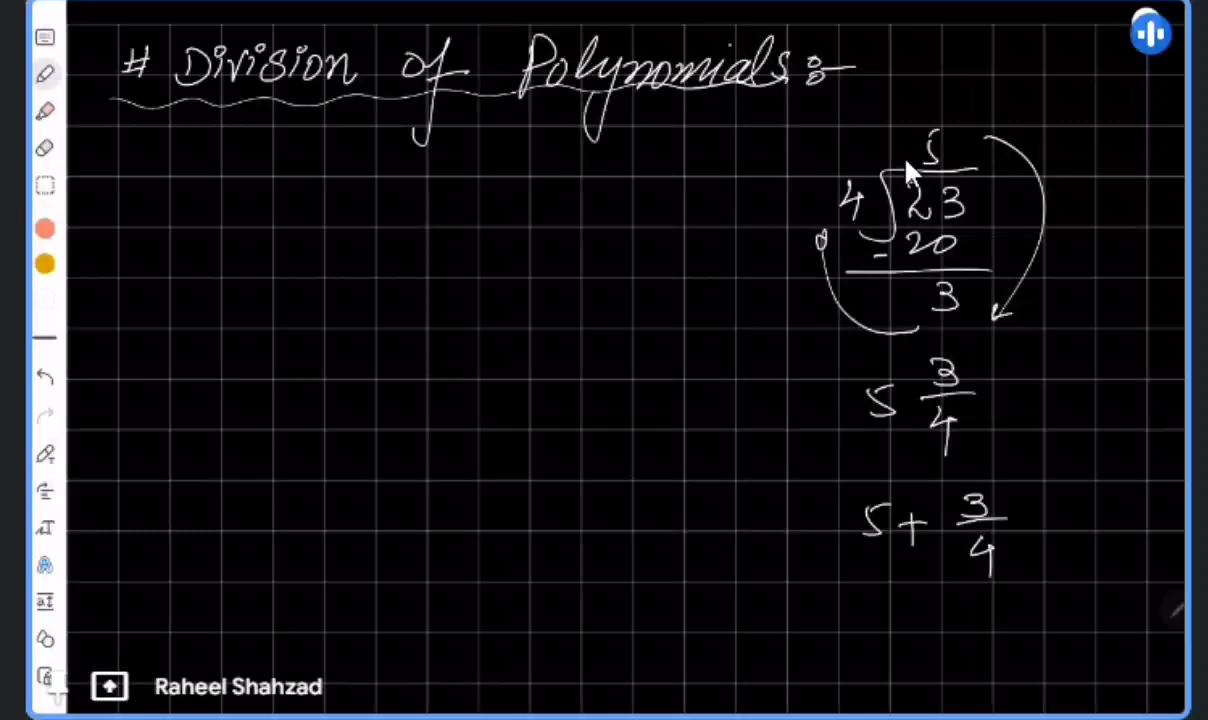 # Division of Polynomials :-
5
4 23
- 20
3
5 3/4
5 + 3/4
Raheel Shahzad